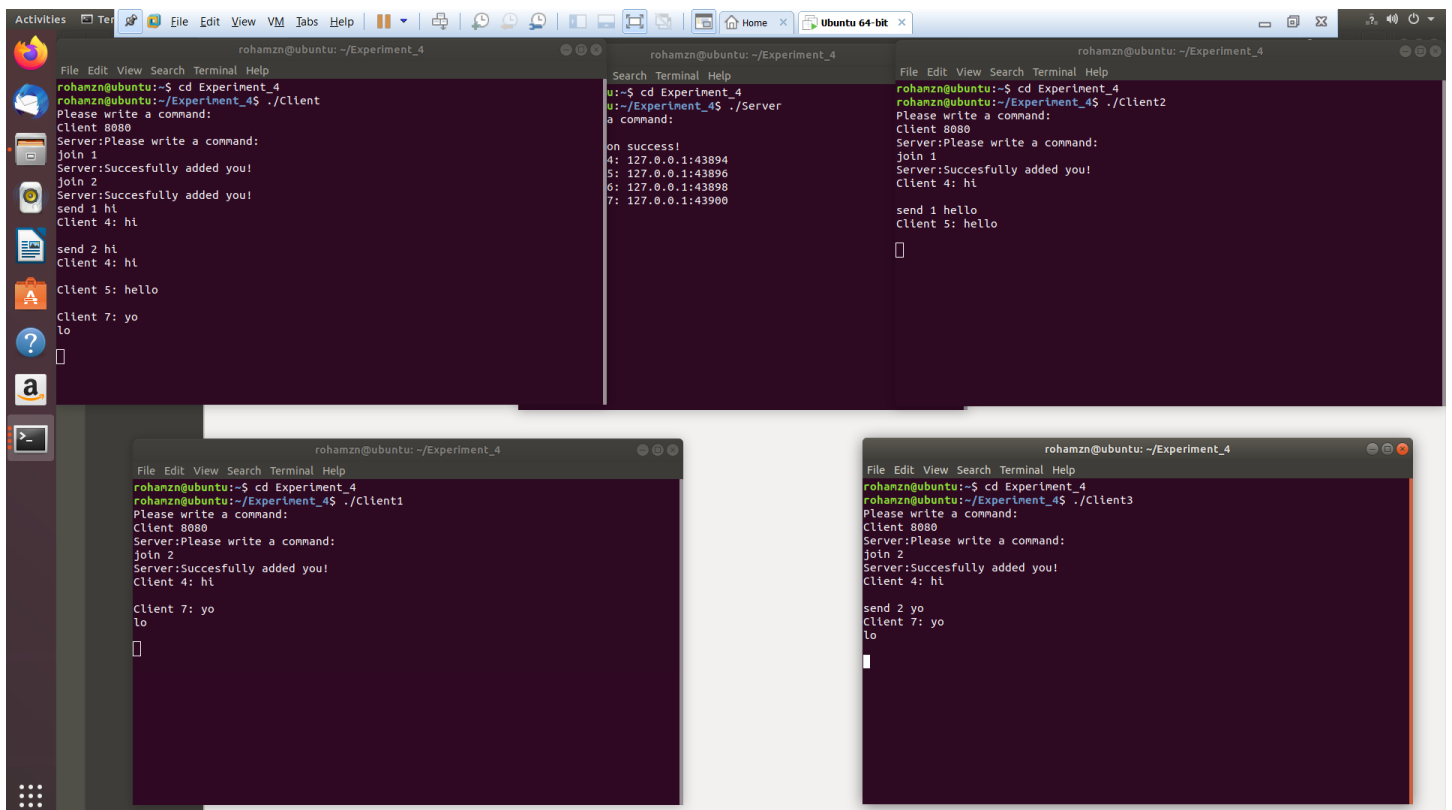 Activities
Ter
File Edit View VM Tabs Help
Home
Ubuntu 64-bit
rohamzn@ubuntu: ~/Experiment_4
File Edit View Search Terminal Help
rohamzn@ubuntu:~$ cd Experiment_4
rohamzn@ubuntu:~/Experiment_4$ ./Client
Please write a command:
Client 8080
Server:Please write a command:
join 1
Server:Succesfully added you!
join 2
Server:Succesfully added you!
send 1 hi
Client 4: hi
send 2 hi
Client 4: hi
Client 5: hello
Client 7: yo
lo
rohamzn@ubuntu: ~/Experiment_4
Search Terminal Help
u:~$ cd Experiment_4
u:~/Experiment_4$ ./Server
a command:
on success!
4: 127.0.0.1:43894
5: 127.0.0.1:43896
6: 127.0.0.1:43898
7: 127.0.0.1:43900
rohamzn@ubuntu: ~/Experiment_4
File Edit View Search Terminal Help
rohamzn@ubuntu:~$ cd Experiment_4
rohamzn@ubuntu:~/Experiment_4$ ./Client2
Please write a command:
Client 8080
Server:Please write a command:
join 1
Server:Succesfully added you!
Client 4: hi
send 1 hello
Client 5: hello
rohamzn@ubuntu: ~/Experiment_4
File Edit View Search Terminal Help
rohamzn@ubuntu:~$ cd Experiment_4
rohamzn@ubuntu:~/Experiment_4$ ./Client1
Please write a command:
Client 8080
Server:Please write a command:
join 2
Server:Succesfully added you!
Client 4: hi
Client 7: yo
lo
rohamzn@ubuntu: ~/Experiment_4
File Edit View Search Terminal Help
rohamzn@ubuntu:~$ cd Experiment_4
rohamzn@ubuntu:~/Experiment_4$ ./Client3
Please write a command:
Client 8080
Server:Please write a command:
join 2
Server:Succesfully added you!
Client 4: hi
send 2 yo
Client 7: yo
lo